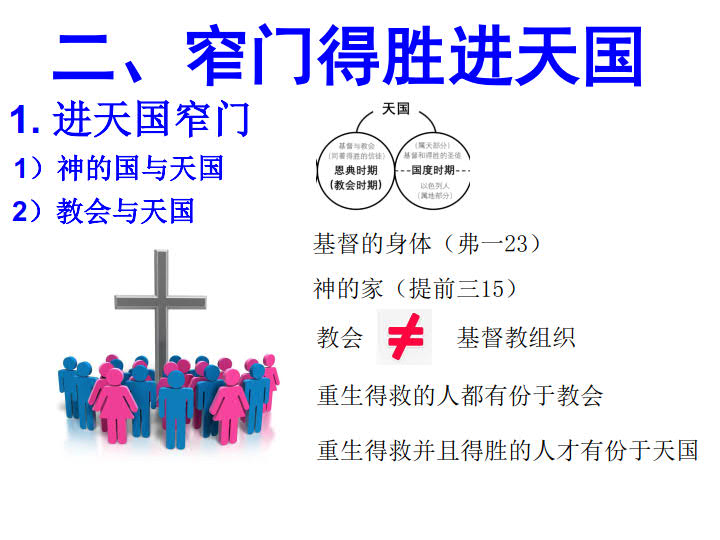 二、窄门得胜进天国
1. 进天国窄门
1）神的国与天国
2）教会与天国
天国
基督与教会
(同著得胜的信徒)
恩典时期
(教会时期)
(属天部分)
基督和得胜的圣徒
国度时期
以色列人
(属地部分)
基督的身体（弗一23）
神的家（提前三15）
教会 ≠ 基督教组织
重生得救的人都有份于教会
重生得救并且得胜的人才有份于天国